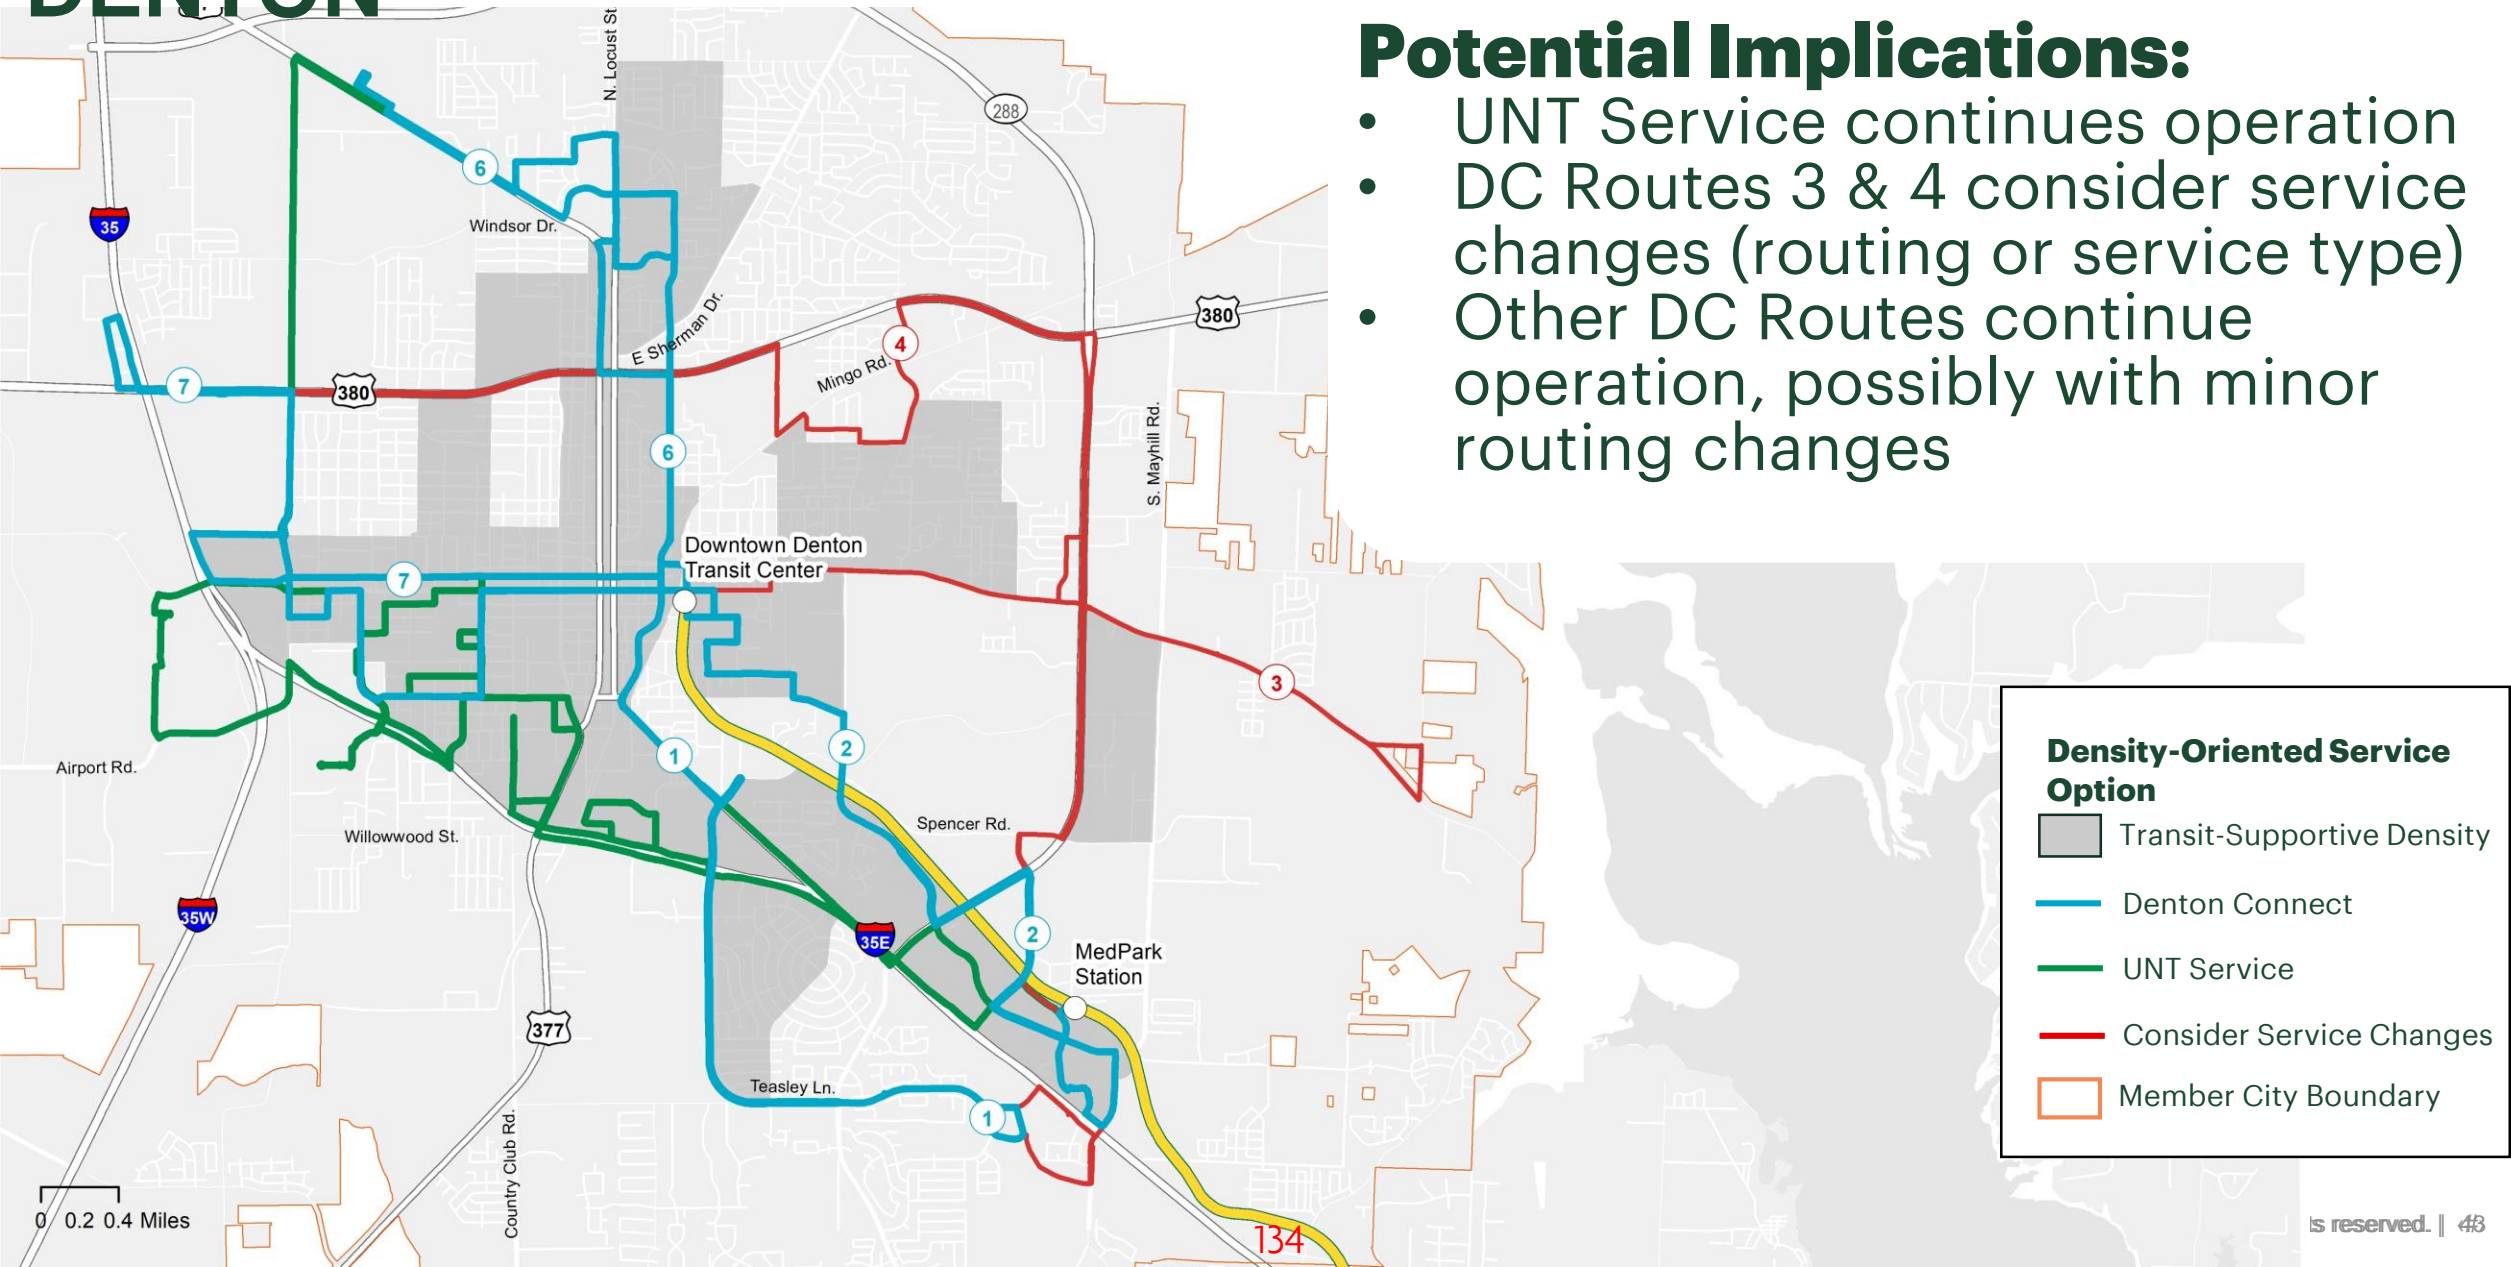 DENTON
Potential Implications:
• UNT Service continues operation
• DC Routes 3 & 4 consider service
changes (routing or service type)
• Other DC Routes continue
operation, possibly with minor
routing changes
N. Locust St.
288
6
Windsor Dr.
35
380
E Sherman Dr.
4
Mingo Rd.
7
380
S. Mayhill Rd.
6
Downtown Denton
Transit Center
7
3
1
2
Airport Rd.
Spencer Rd.
Willowwood St.
35W
35E
2
MedPark
Station
377
Teasley Ln.
1
Country Club Rd.
0 0.2 0.4 Miles
134
Density-Oriented Service
Option
Transit-Supportive Density
Denton Connect
UNT Service
Consider Service Changes
Member City Boundary
s reserved. |